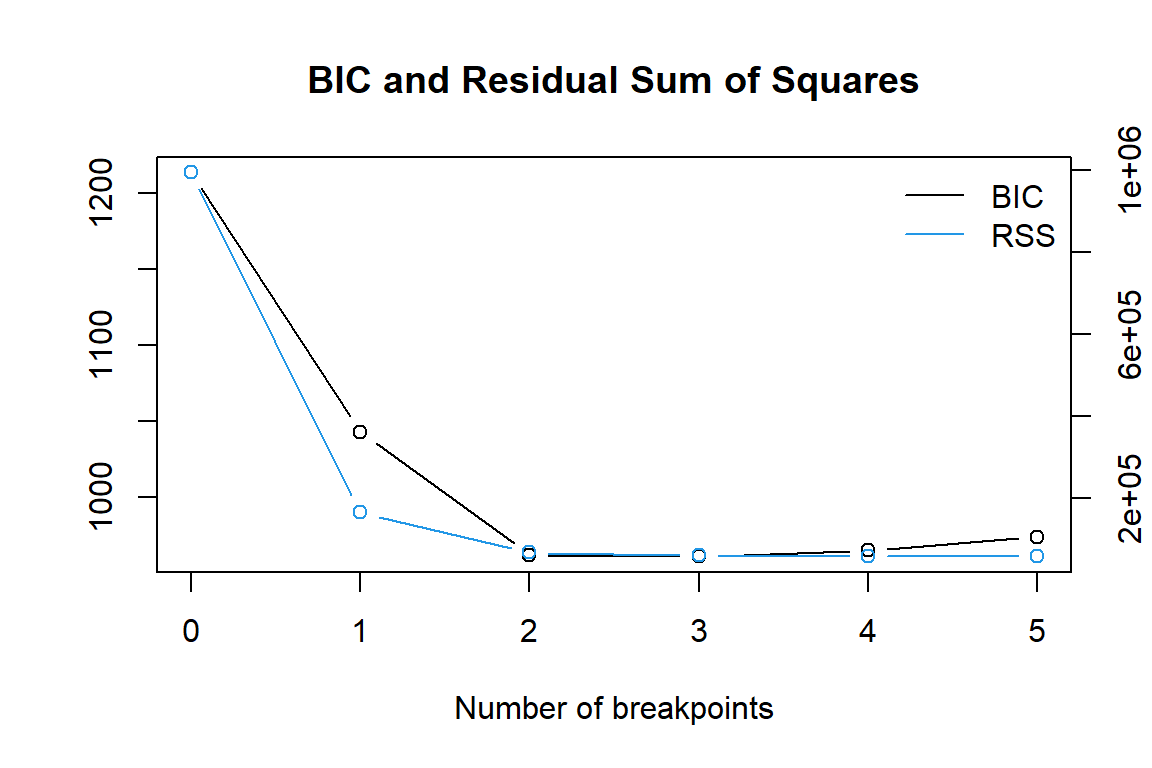 BIC and Residual Sum of Squares
1200
1100
1000
1e+06
6e+05
2e+05
BIC
RSS
0 1 2 3 4 5
Number of breakpoints